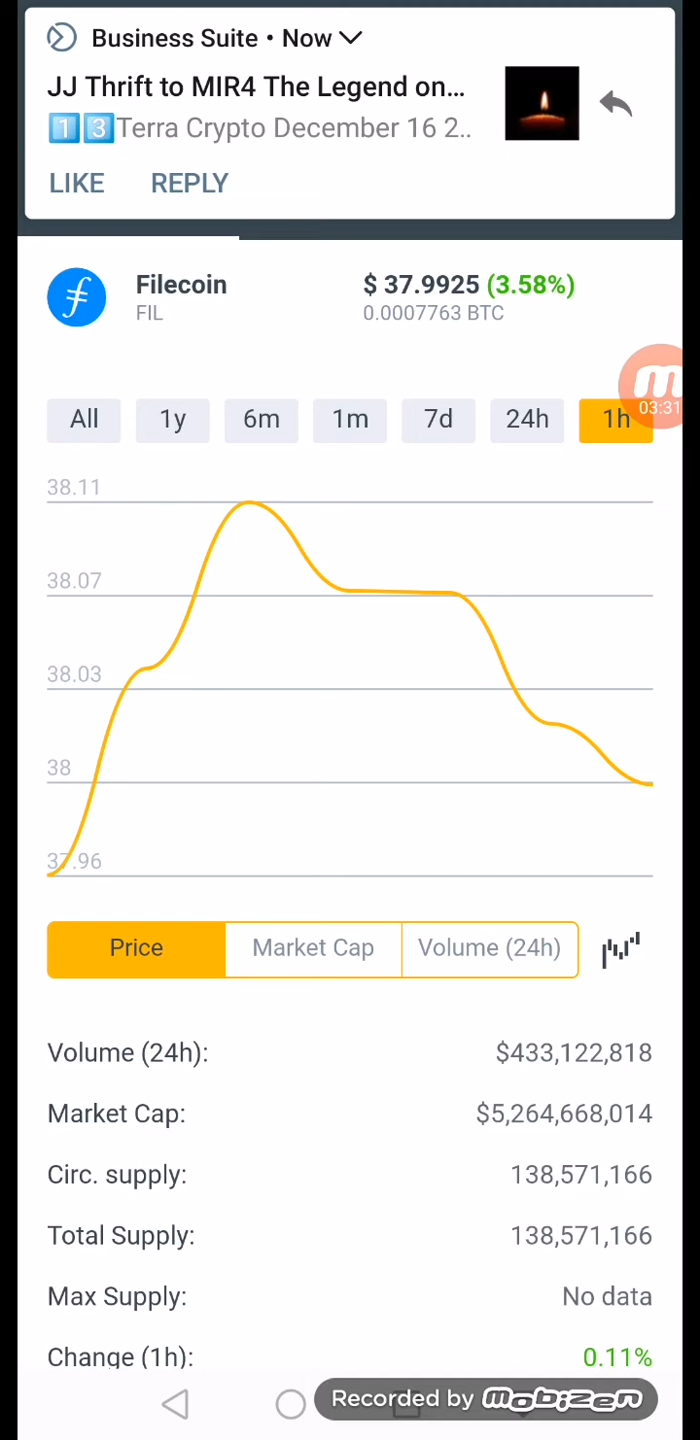 Business Suite • Now
JJ Thrift to MIR4 The Legend on...
1️⃣3️⃣Terra Crypto December 16 2..
LIKE REPLY
Filecoin $ 37.9925 (3.58%)
FIL 0.0007763 BTC
03:31
All 1y 6m 1m 7d 24h 1h
38.11
38.07
38.03
38
37.96
Price Market Cap Volume (24h)
Volume (24h): $433,122,818
Market Cap: $5,264,668,014
Circ. supply: 138,571,166
Total Supply: 138,571,166
Max Supply: No data
Change (1h): 0.11%
Recorded by Mobizen